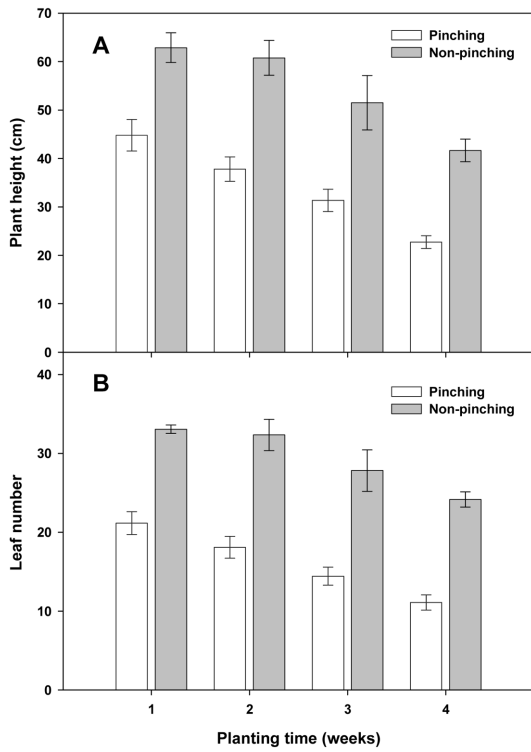 70
A
Pinching
Non-pinching
60
50
40
30
20
10
0
Plant height (cm)
40
B
Pinching
Non-pinching
30
20
10
0
Leaf number
1 2 3 4
Planting time (weeks)